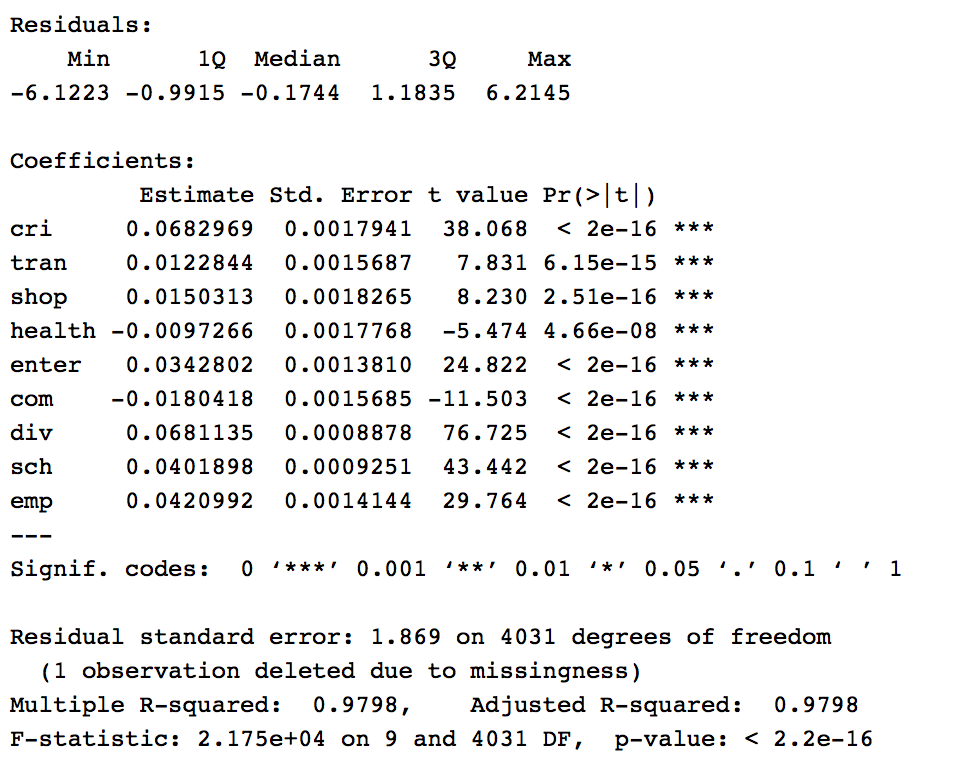 Residuals:
    Min      1Q  Median      3Q     Max
-6.1223 -0.9915 -0.1744  1.1835  6.2145

Coefficients:
         Estimate Std. Error t value Pr(>|t|)
cri     0.0682969  0.0017941  38.068  < 2e-16 ***
tran    0.0122844  0.0015687   7.831 6.15e-15 ***
shop    0.0150313  0.0018265   8.230 2.51e-16 ***
health -0.0097266  0.0017768  -5.474 4.66e-08 ***
enter   0.0342802  0.0013810  24.822  < 2e-16 ***
com    -0.0180418  0.0015685 -11.503  < 2e-16 ***
div     0.0681135  0.0008878  76.725  < 2e-16 ***
sch     0.0401898  0.0009251  43.442  < 2e-16 ***
emp     0.0420992  0.0014144  29.764  < 2e-16 ***
---
Signif. codes:  0 ‘***’ 0.001 ‘**’ 0.01 ‘*’ 0.05 ‘.’ 0.1 ‘ ’ 1

Residual standard error: 1.869 on 4031 degrees of freedom
  (1 observation deleted due to missingness)
Multiple R-squared:  0.9798,    Adjusted R-squared:  0.9798
F-statistic: 2.175e+04 on 9 and 4031 DF,  p-value: < 2.2e-16